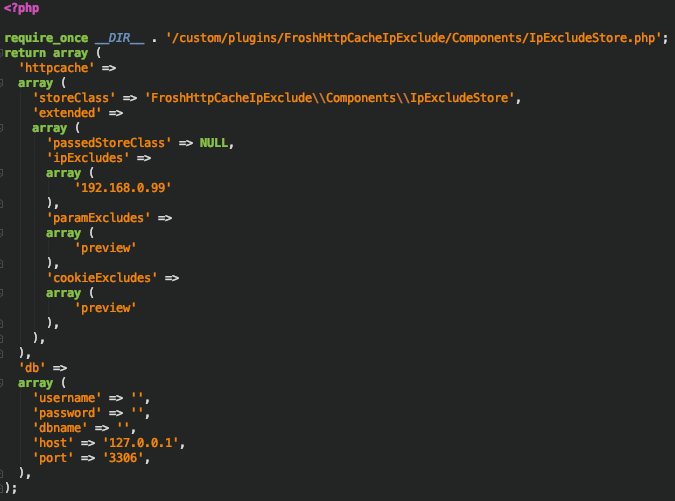 <?php
require_once __DIR__ . '/custom/plugins/FroshHttpCacheIpExclude/Components/IpExcludeStore.php';
return array (
'httpcache' =>
array (
'storeClass' => 'FroshHttpCacheIpExclude\\Components\\IpExcludeStore',
'extended' =>
array (
'passedStoreClass' => NULL,
'ipExcludes' =>
array (
'192.168.0.99'
),
'paramExcludes' =>
array (
'preview'
),
'cookieExcludes' =>
array (
'preview'
),
),
),
'db' =>
array (
'username' => '',
'password' => '',
'dbname' => '',
'host' => '127.0.0.1',
'port' => '3306',
),
);